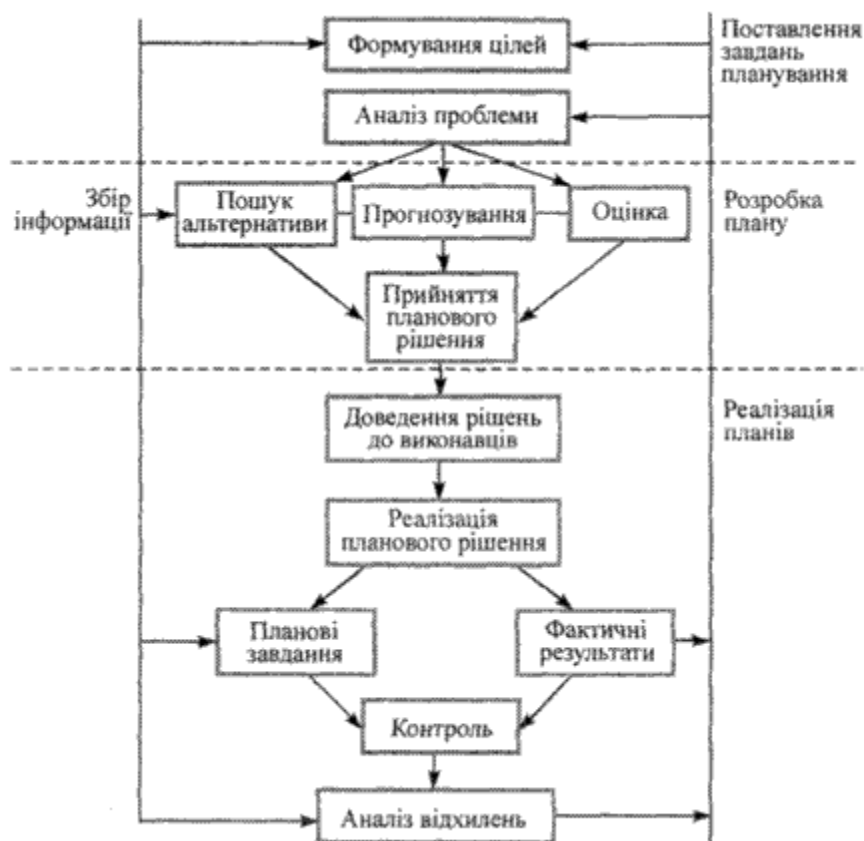 Формування цілей
Поставлення
завдань
планування
Аналіз проблеми
Збір
інформації
Пошук
альтернативи
Прогнозування
Оцінка
Розробка
плану
Прийняття
планового
рішення
Доведення рішень
до виконавців
Реалізація
планів
Реалізація
планового рішення
Планові
завдання
Фактичні
результати
Контроль
Аналіз відхилень